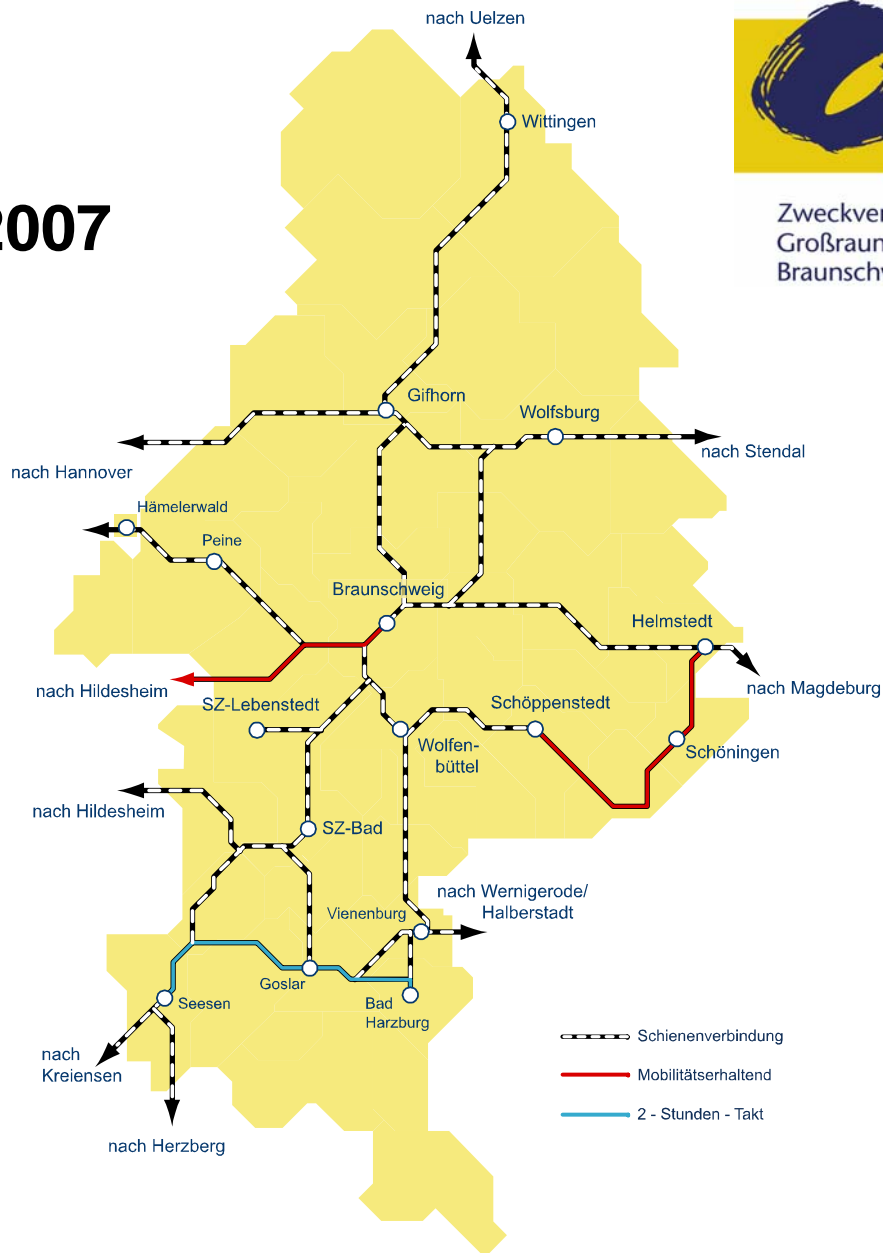 nach Uelzen
Wittingen
2007
Zweckver
Großraun
Braunschw
Gifhorn
Wolfsburg
nach Hannover
nach Stendal
Hämelerwald
Peine
Braunschweig
Helmstedt
nach Hildesheim
nach Magdeburg
SZ-Lebenstedt
Schöppenstedt
Wolfen-
büttel
Schöningen
nach Hildesheim
SZ-Bad
nach Wernigerode/
Halberstadt
Vienenburg
Goslar
Seesen
Bad
Harzburg
nach
Kreiensen
nach Herzberg
Schienenverbindung
Mobilitätserhaltend
2 - Stunden - Takt